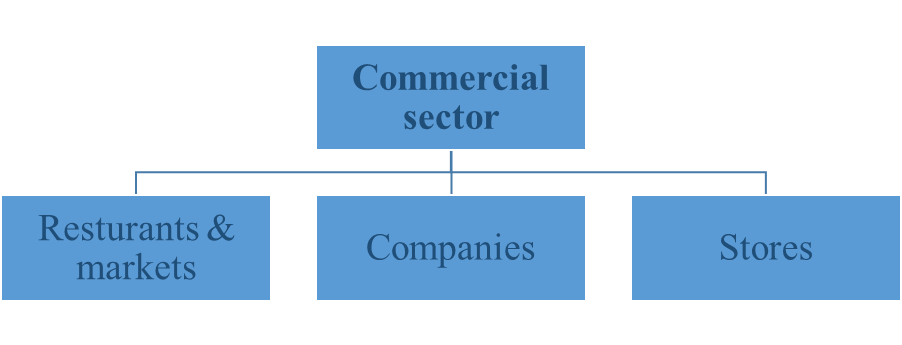 Commercial
sector
Resturants &
markets
Companies
Stores